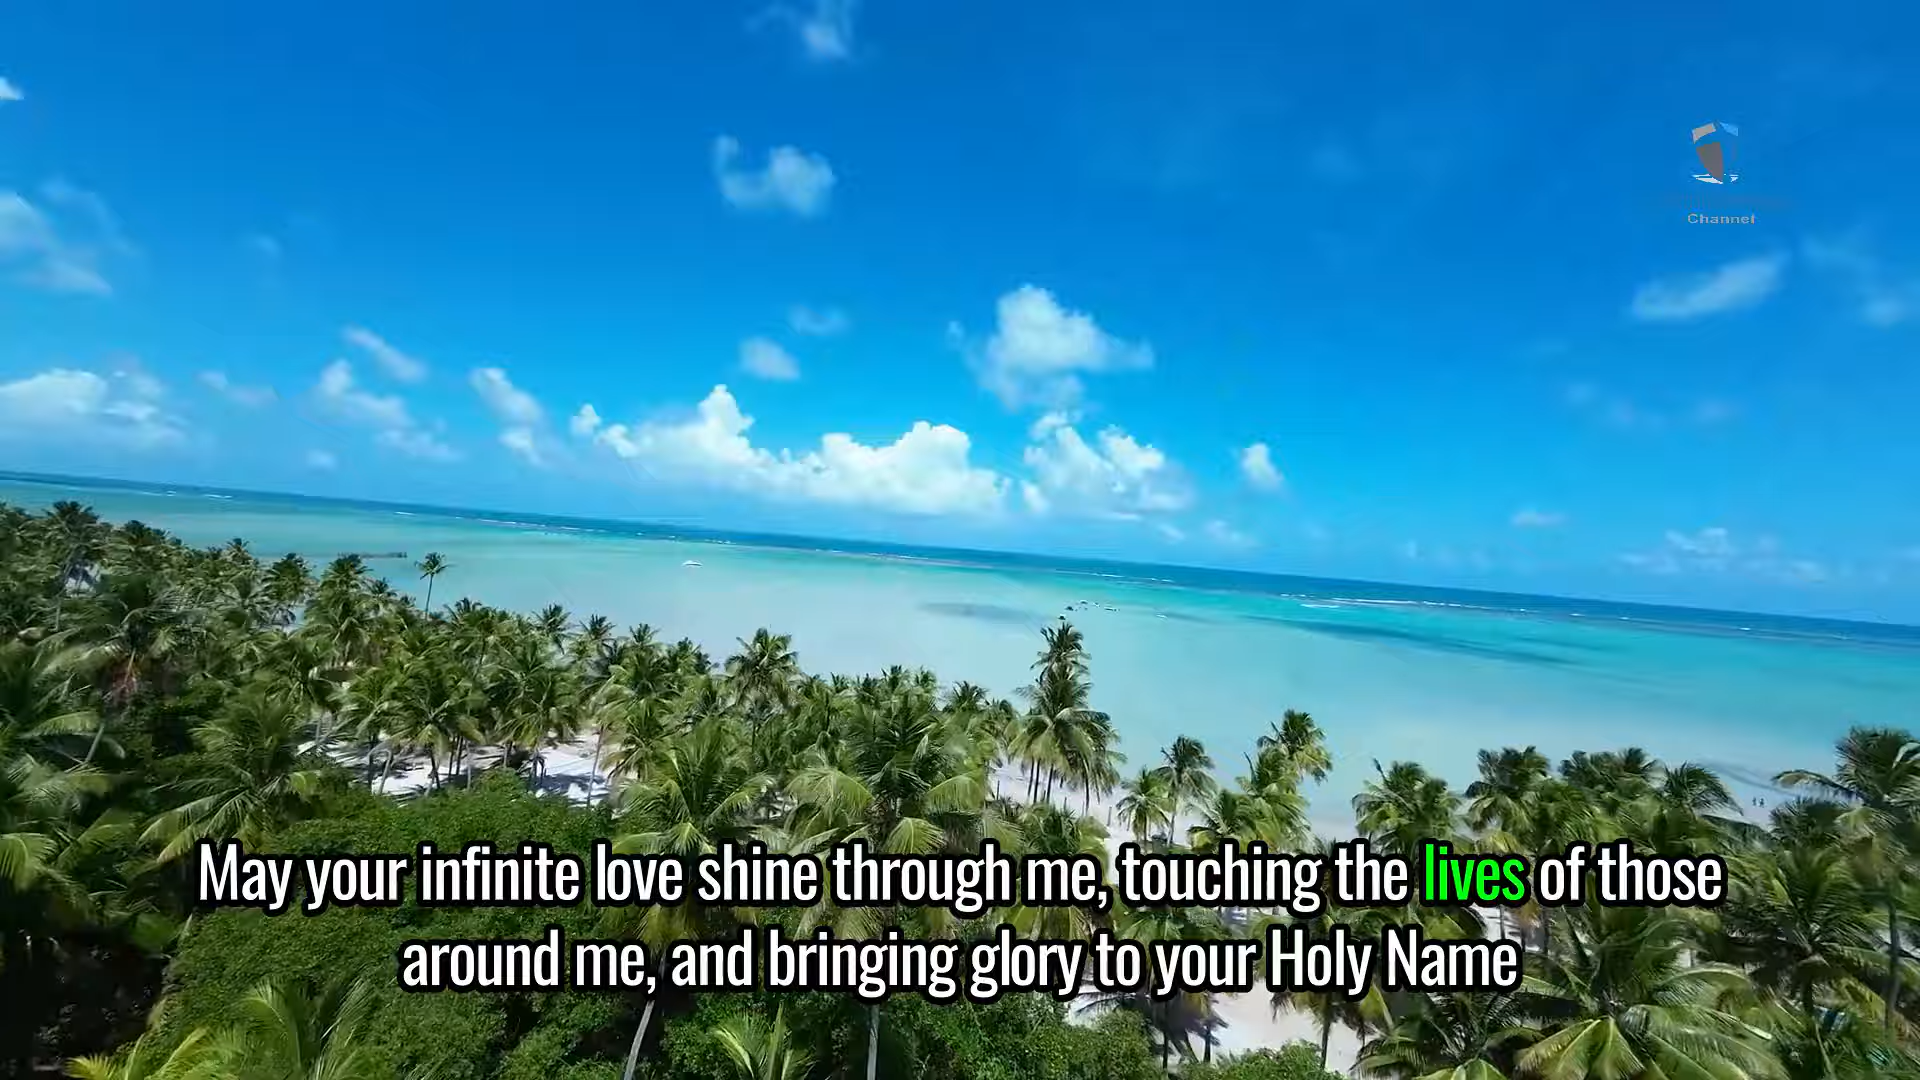 Channel
May your infinite love shine through me, touching the lives of those
around me, and bringing glory to your Holy Name